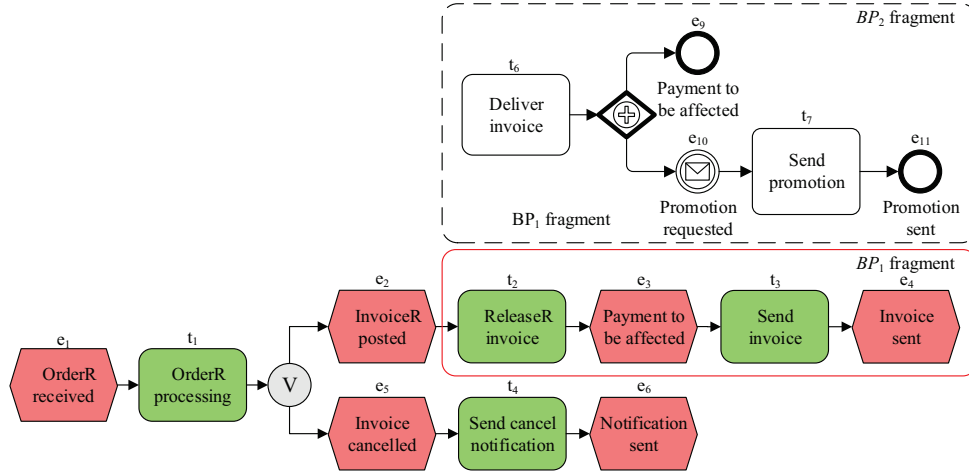 BP₂ fragment
e₉
t₆
Deliver
invoice
Payment to
be affected
e₁₀
t₇
Send
promotion
e₁₁
Promotion
requested
Promotion
sent
BP₁ fragment
BP₁ fragment
e₂
InvoiceR
posted
t₂
ReleaseR
invoice
e₃
Payment to
be affected
t₃
Send
invoice
e₄
Invoice
sent
e₁
OrderR
received
t₁
OrderR
processing
V
e₅
Invoice
cancelled
t₄
Send cancel
notification
e₆
Notification
sent